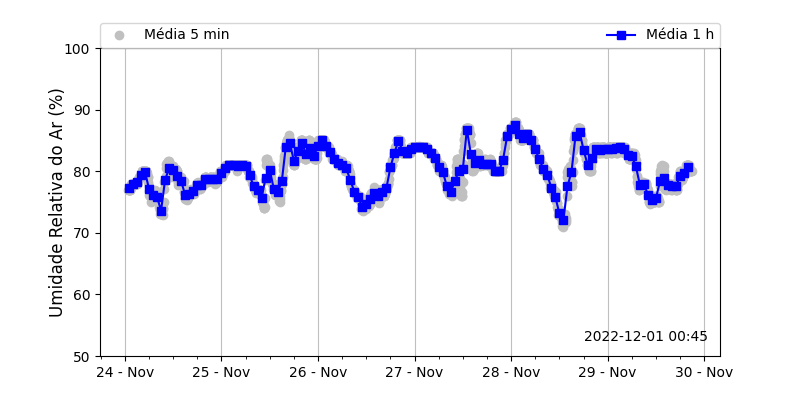 Média 5 min
Média 1 h
Umidade Relativa do Ar (%)
100
90
80
70
60
50
2022-12-01 00:45
24 - Nov
25 - Nov
26 - Nov
27 - Nov
28 - Nov
29 - Nov
30 - Nov